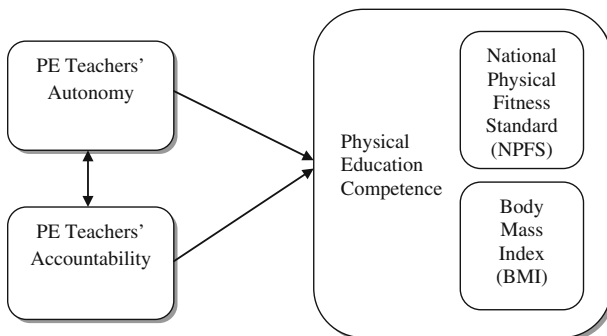 PE Teachers’
Autonomy
PE Teachers’
Accountability
Physical
Education
Competence
National
Physical
Fitness
Standard
(NPFS)
Body
Mass
Index
(BMI)